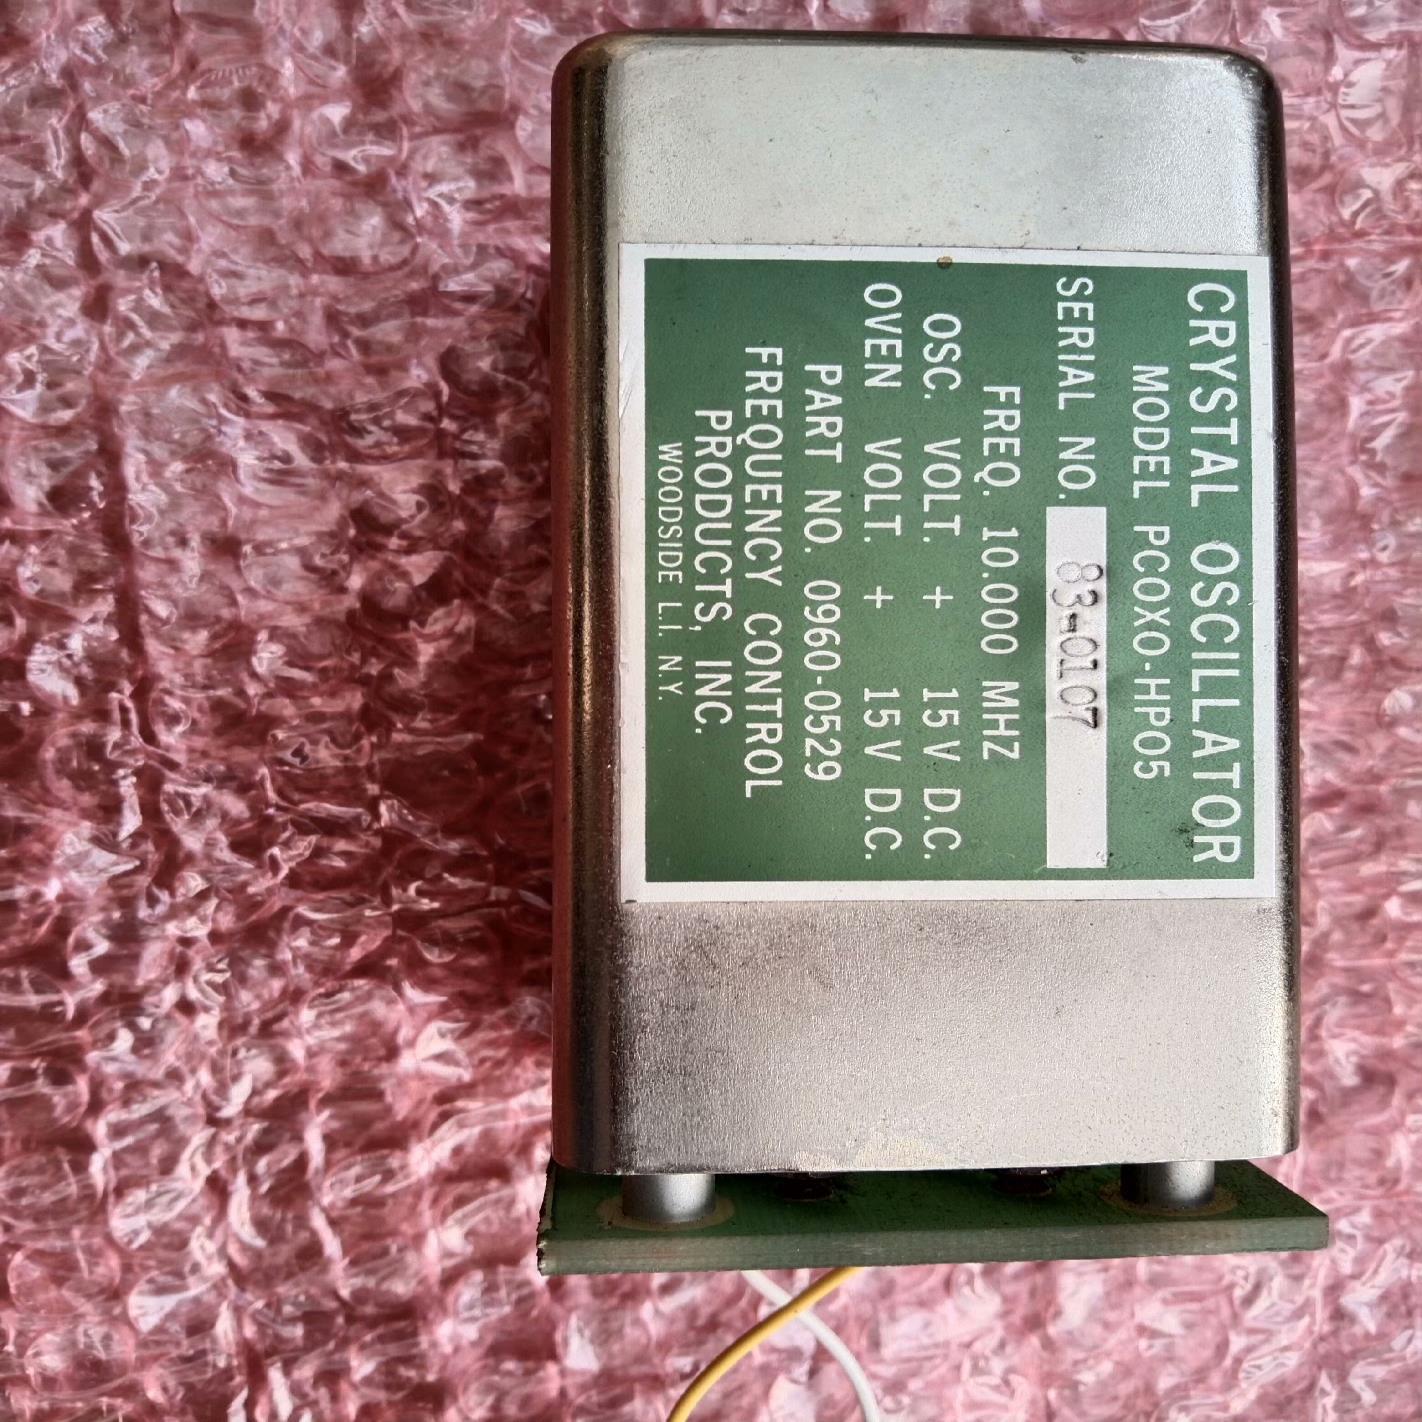 CRYSTAL OSCILLATOR
MODEL PCOXO-HP05
SERIAL NO. 83-0107
FREQ. 10.000 MHZ
OSC. VOLT. + 15 V D.C.
OVEN VOLT. + 15 V D.C.
PART NO. 0960-0529
FREQUENCY CONTROL
PRODUCTS, INC.
WOODSIDE L.I. N.Y.